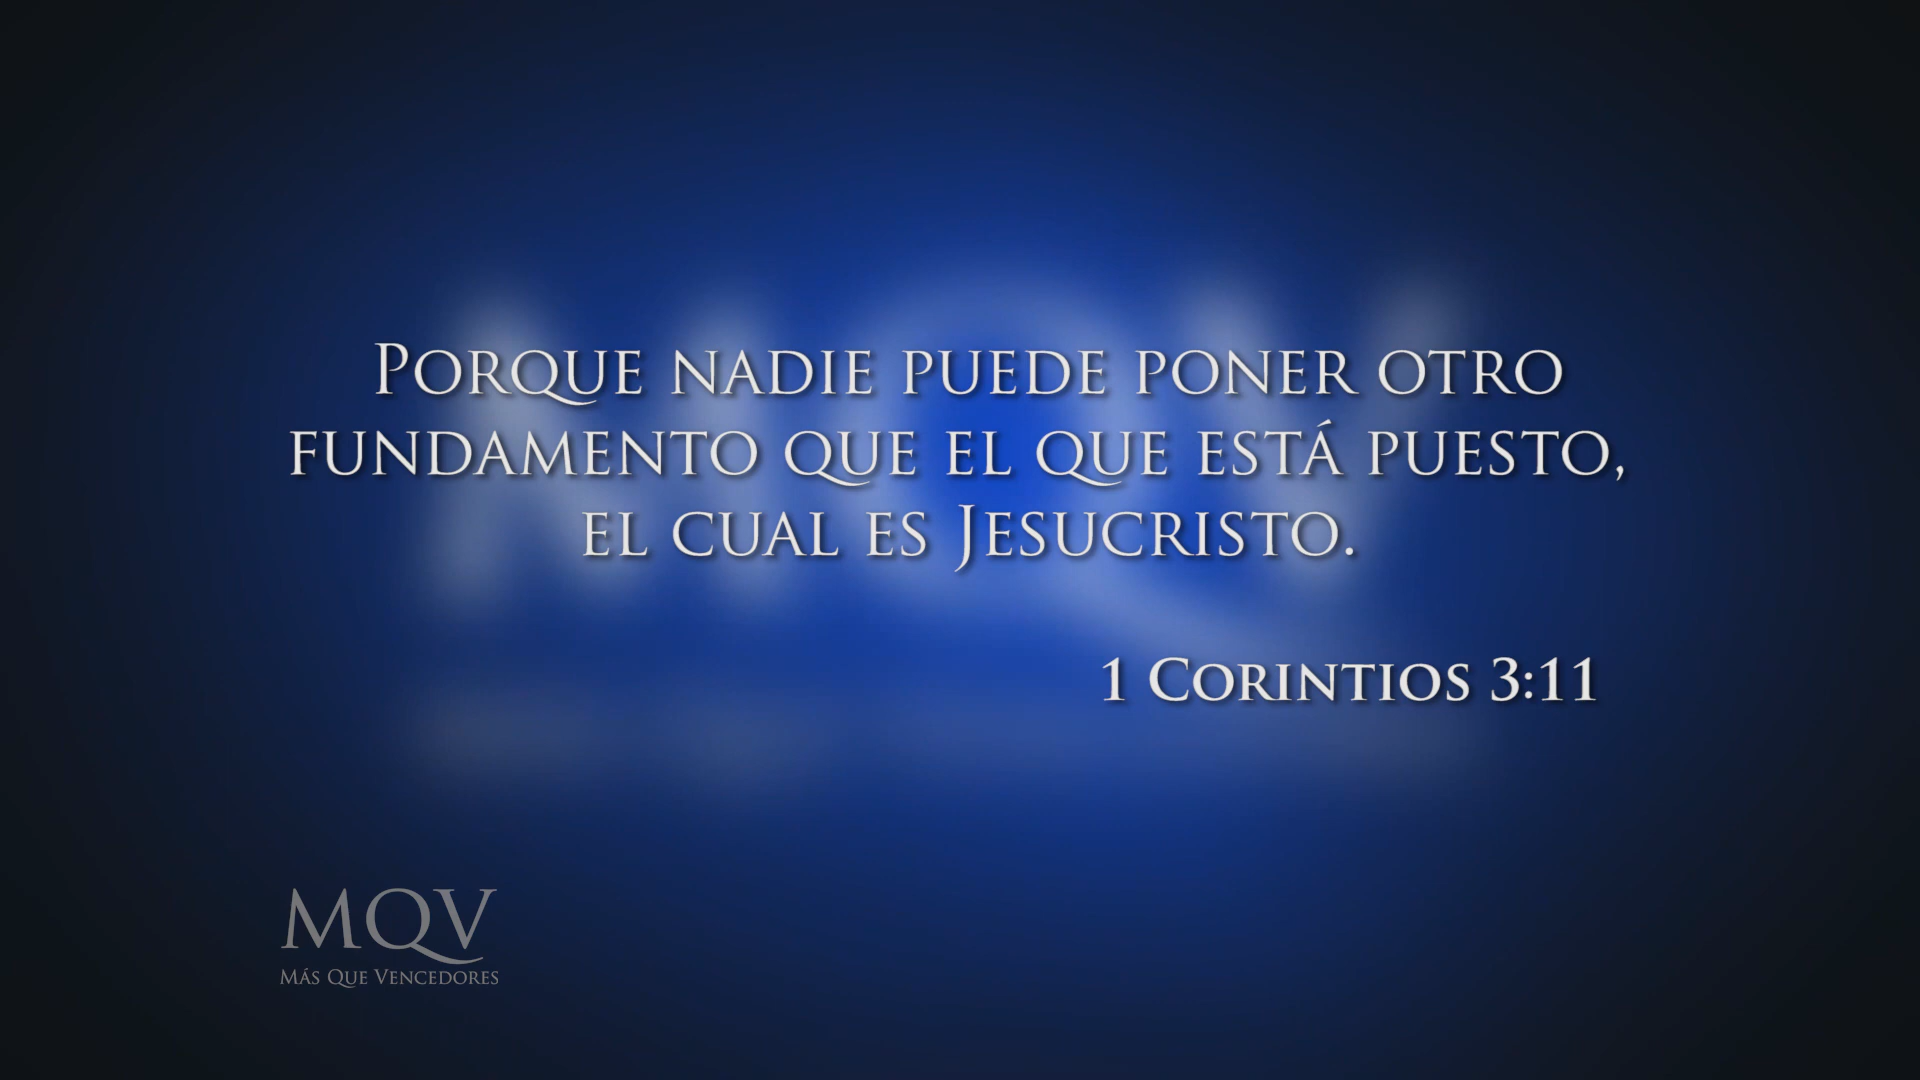 Porque nadie puede poner otro
fundamento que el que está puesto,
el cual es Jesucristo.
1 Corintios 3:11
MQV
Más Que Vencedores